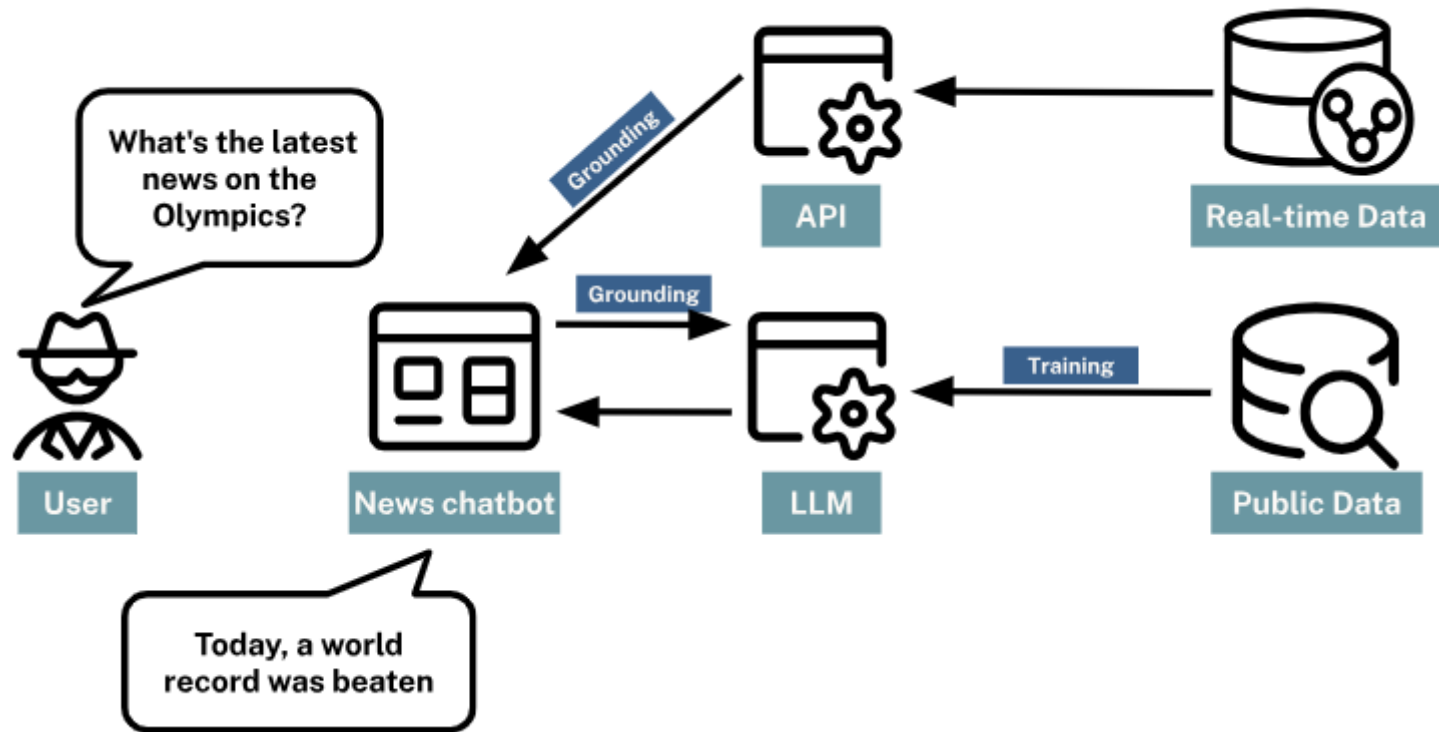 What's the latest
news on the
Olympics?
Grounding
API
Real-time Data
Grounding
Training
User
News chatbot
LLM
Public Data
Today, a world
record was beaten